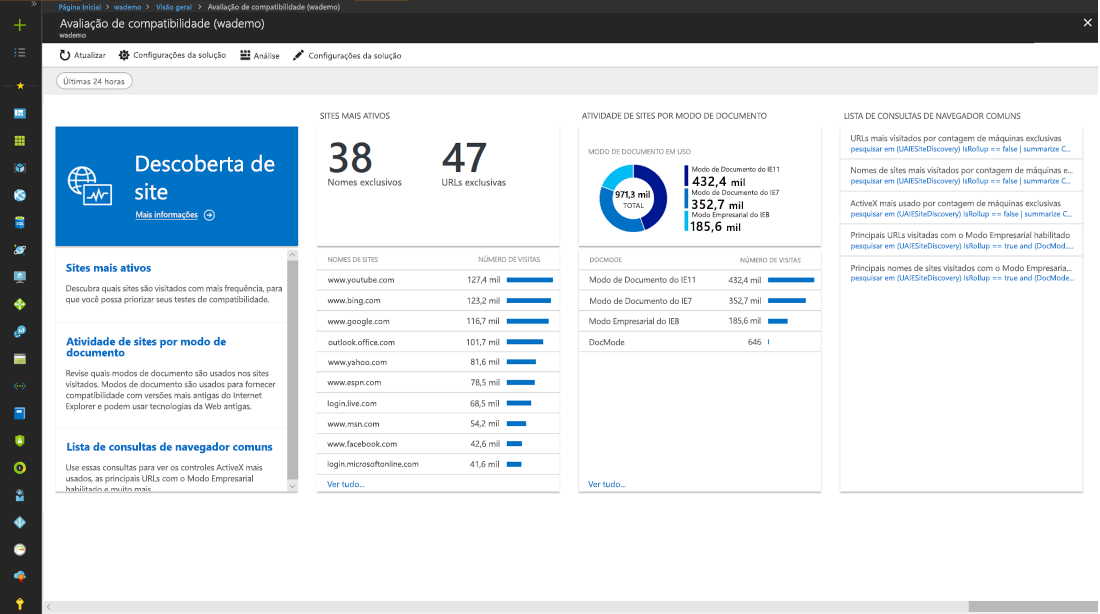 Página Inicial > wademo > Visão geral > Avaliação de compatibilidade (wademo)
Avaliação de compatibilidade (wademo)
wademo
Atualizar Configurações da solução Análise Configurações da solução
Últimas 24 horas
Descoberta de
site
Mais informações
Sites mais ativos
Descubra quais sites são visitados com mais frequência, para
que você possa priorizar seus testes de compatibilidade.
Atividade de sites por modo de
documento
Revise quais modos de documento são usados nos sites
visitados. Modos de documento são usados para fornecer
compatibilidade com versões mais antigas do Internet
Explorer e podem usar tecnologias da Web antigas.
Lista de consultas de navegador comuns
Use essas consultas para ver os controles ActiveX mais
usados, as principais URLs com o Modo Empresarial
habilitado e muito mais.
SITES MAIS ATIVOS
38 47
Nomes exclusivos URLs exclusivas
NOMES DE SITES NÚMERO DE VISITAS
www.youtube.com 127,4 mil
www.bing.com 123,2 mil
www.google.com 116,7 mil
outlook.office.com 101,7 mil
www.yahoo.com 81,6 mil
www.espn.com 78,5 mil
login.live.com 68,5 mil
www.msn.com 54,2 mil
www.facebook.com 42,6 mil
login.microsoftonline.com 41,6 mil
Ver tudo...
ATIVIDADE DE SITES POR MODO DE DOCUMENTO
MODO DE DOCUMENTO EM USO
971,3 mil
TOTAL
Modo de Documento do IE11
432,4 mil
Modo de Documento do IE7
352,7 mil
Modo Empresarial do IEB
185,6 mil
DOCMODE NÚMERO DE VISITAS
Modo de Documento do IE11 432,4 mil
Modo de Documento do IE7 352,7 mil
Modo Empresarial do IEB 185,6 mil
DocMode 646
Ver tudo...
LISTA DE CONSULTAS DE NAVEGADOR COMUNS
URLs mais visitados por contagem de máquinas exclusivas
pesquisar em (UAIESiteDiscovery) IsRollup == false | summarize C...
Nomes de sites mais visitados por contagem de máquinas e...
pesquisar em (UAIESiteDiscovery) IsRollup == false | summarize C...
ActiveX mais usado por contagem de máquinas exclusivas
pesquisar em (UAIESiteDiscovery) IsRollup == false | summarize C...
Principais URLs visitadas com o Modo Empresarial habilitado
pesquisar em (UAIESiteDiscovery) IsRollup == true and (DocMod....
Principais nomes de sites visitados com o Modo Empresaria...
pesquisar em (UAIESiteDiscovery) IsRollup == true and (DocMode...